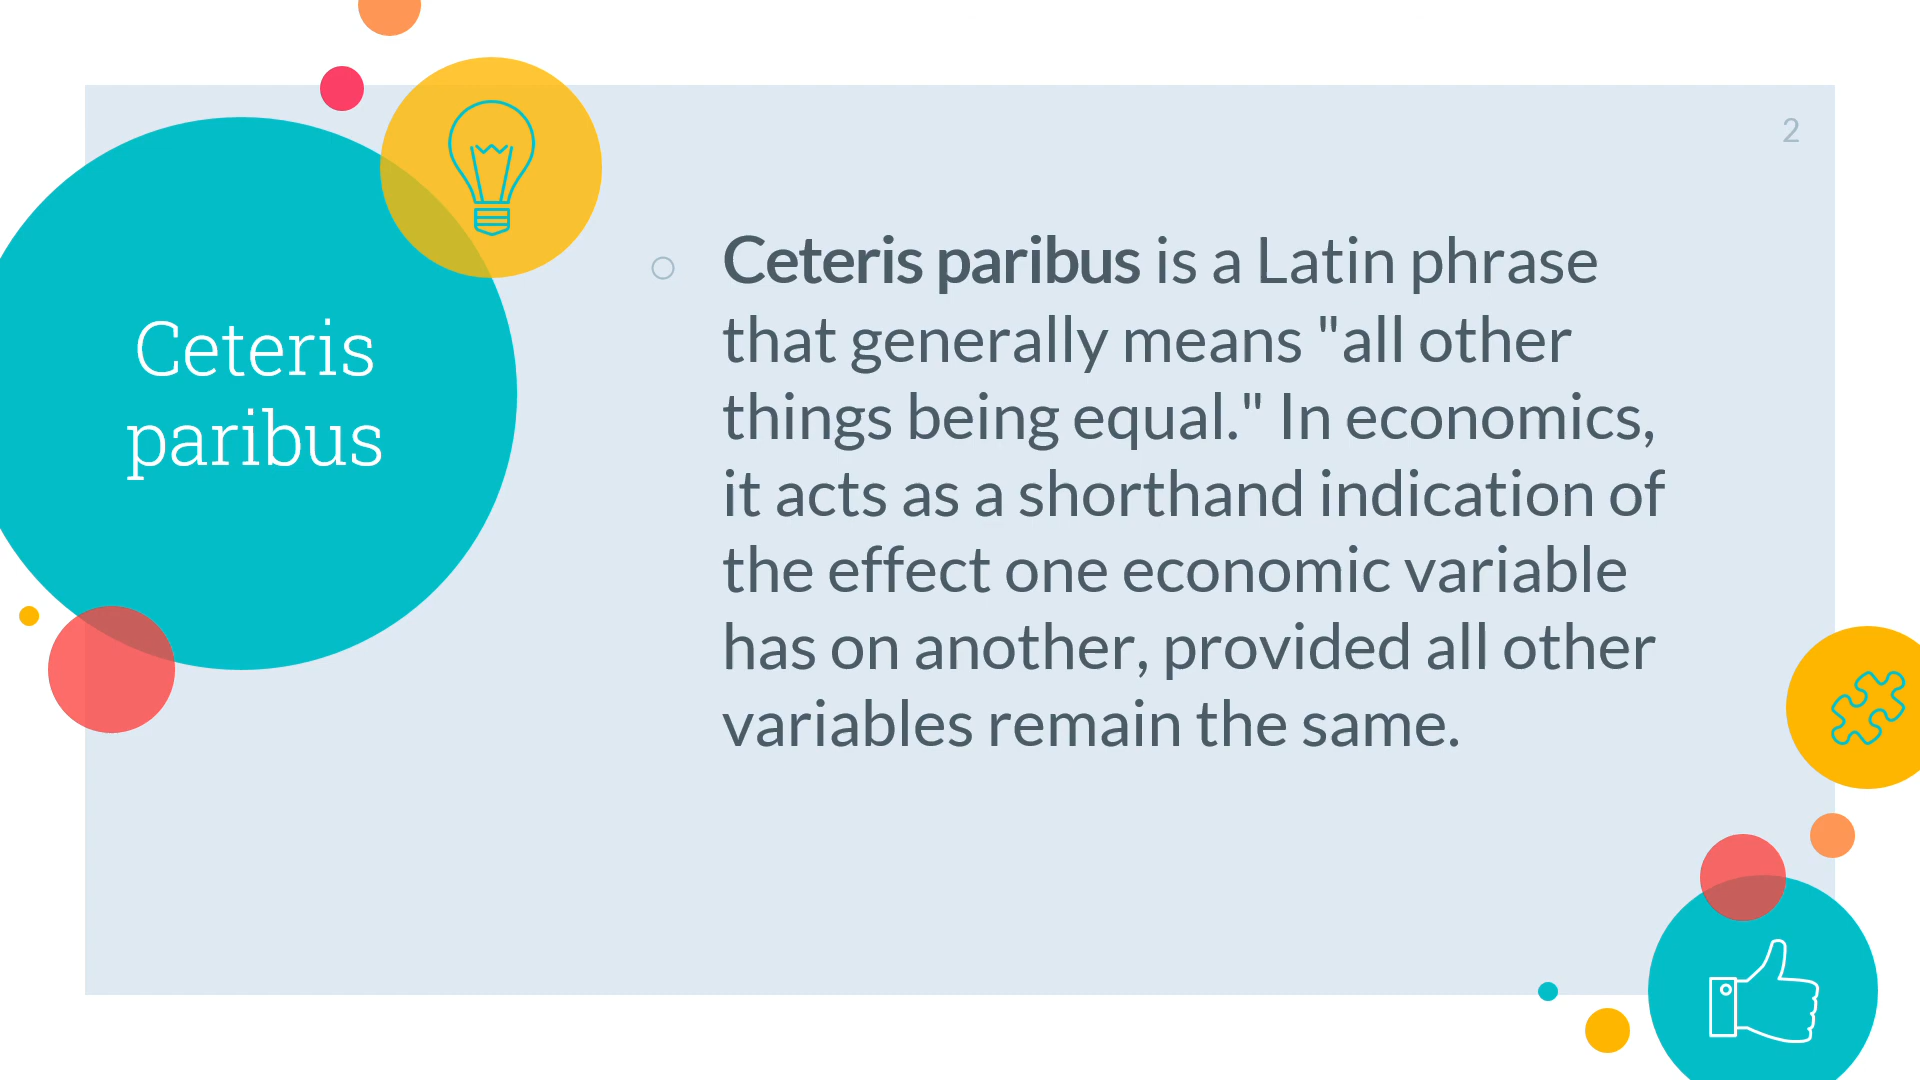 Ceteris
paribus
2
Ceteris paribus is a Latin phrase
that generally means "all other
things being equal." In economics,
it acts as a shorthand indication of
the effect one economic variable
has on another, provided all other
variables remain the same.